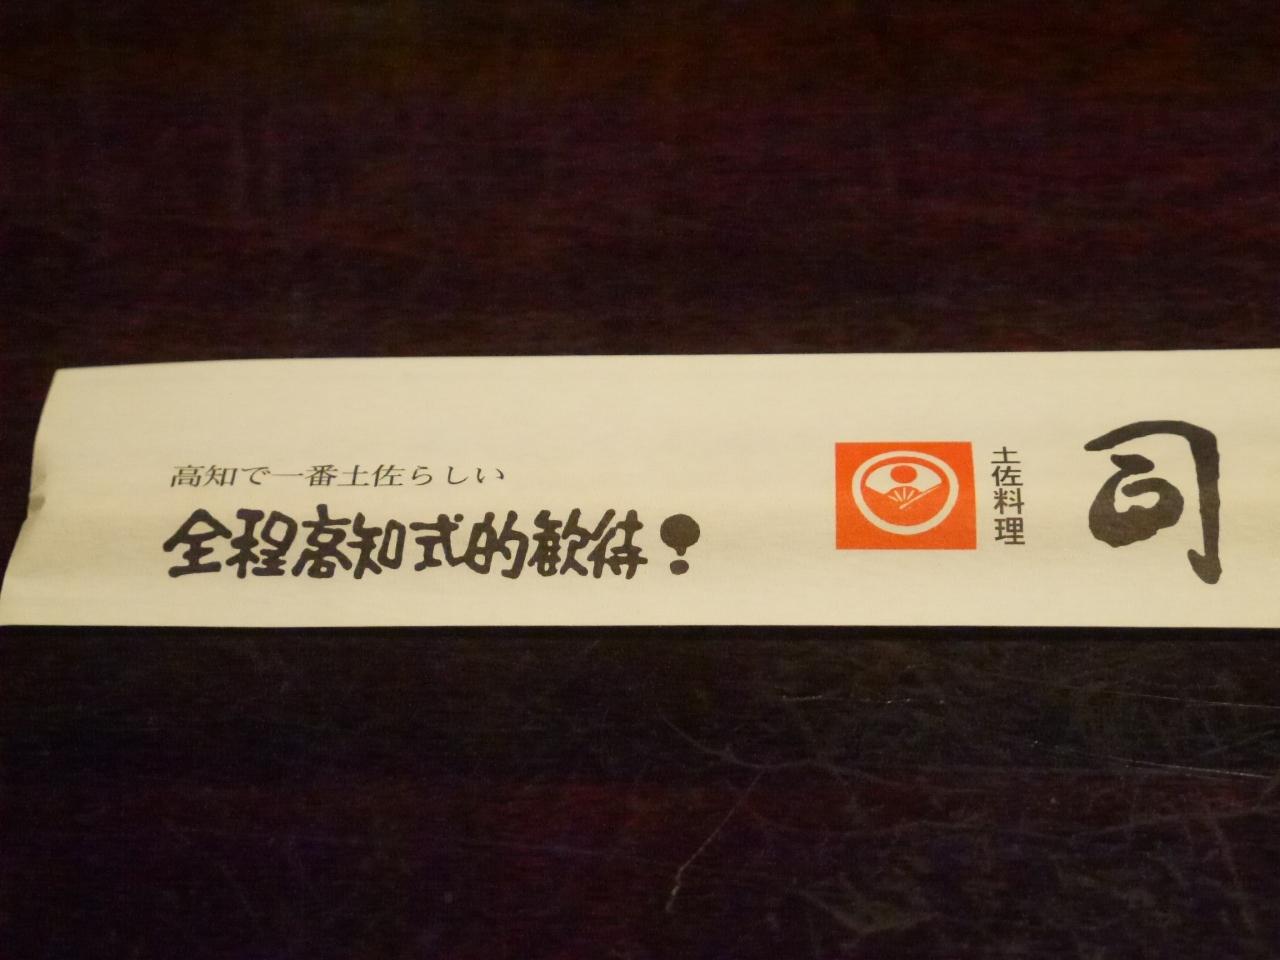 高知で一番土佐らしい
全程高知式的歓待！
土佐料理
司